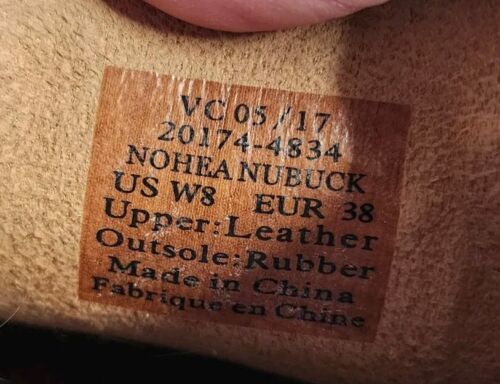 VC 05/17
20174-4834
NOHEA NUBUCK
US W8 EUR 38
Upper:Leather
Outsole:Rubber
Made in China
Fabrique en Chine